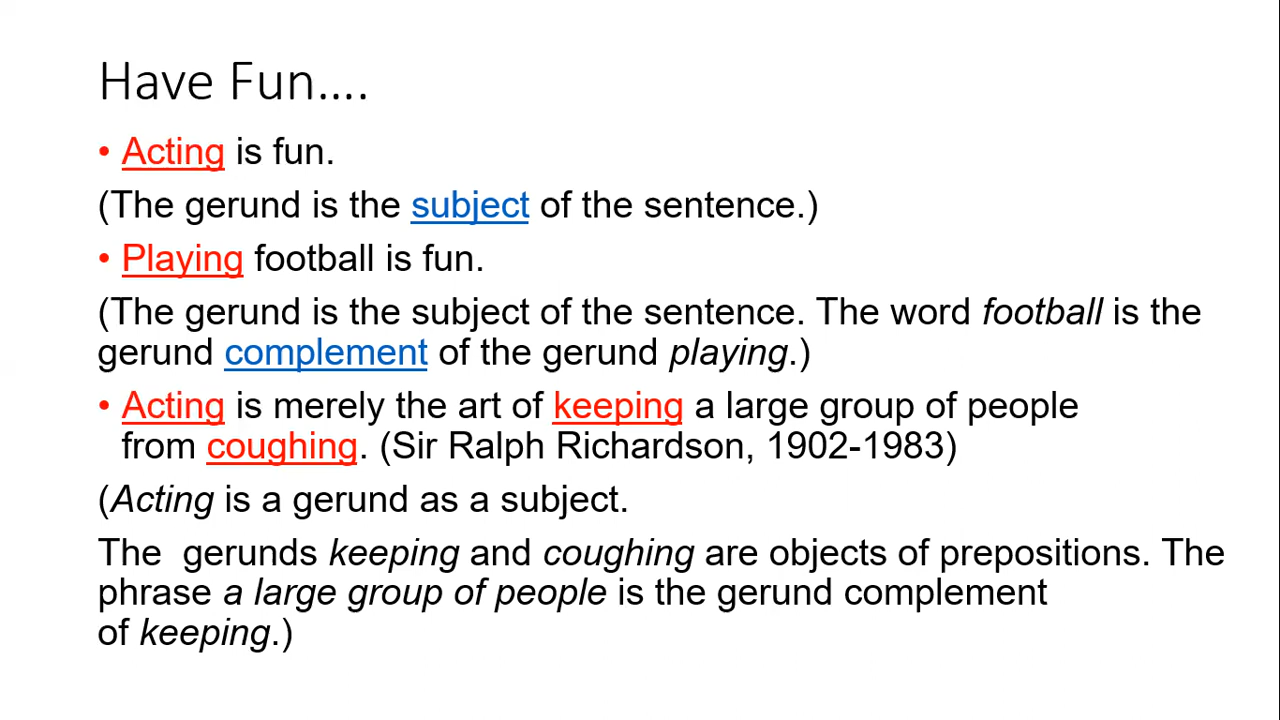 Have Fun....
• Acting is fun.
(The gerund is the subject of the sentence.)
• Playing football is fun.
(The gerund is the subject of the sentence. The word football is the
gerund complement of the gerund playing.)
• Acting is merely the art of keeping a large group of people
from coughing. (Sir Ralph Richardson, 1902-1983)
(Acting is a gerund as a subject.
The  gerunds keeping and coughing are objects of prepositions. The
phrase a large group of people is the gerund complement
of keeping.)